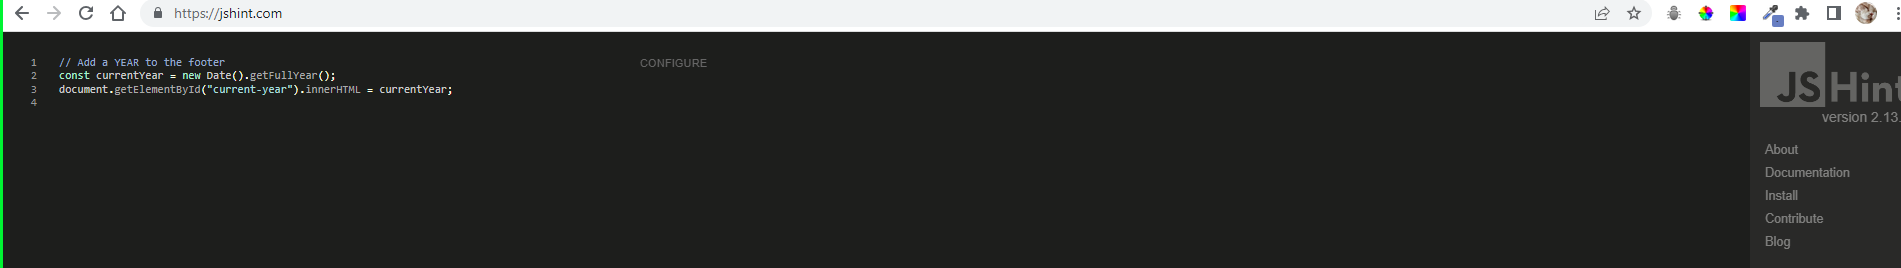 https://jshint.com
1 // Add a YEAR to the footer
2 const currentYear = new Date().getFullYear();
3 document.getElementById("current-year").innerHTML = currentYear;
4
CONFIGURE
JSHint
version 2.13.
About
Documentation
Install
Contribute
Blog